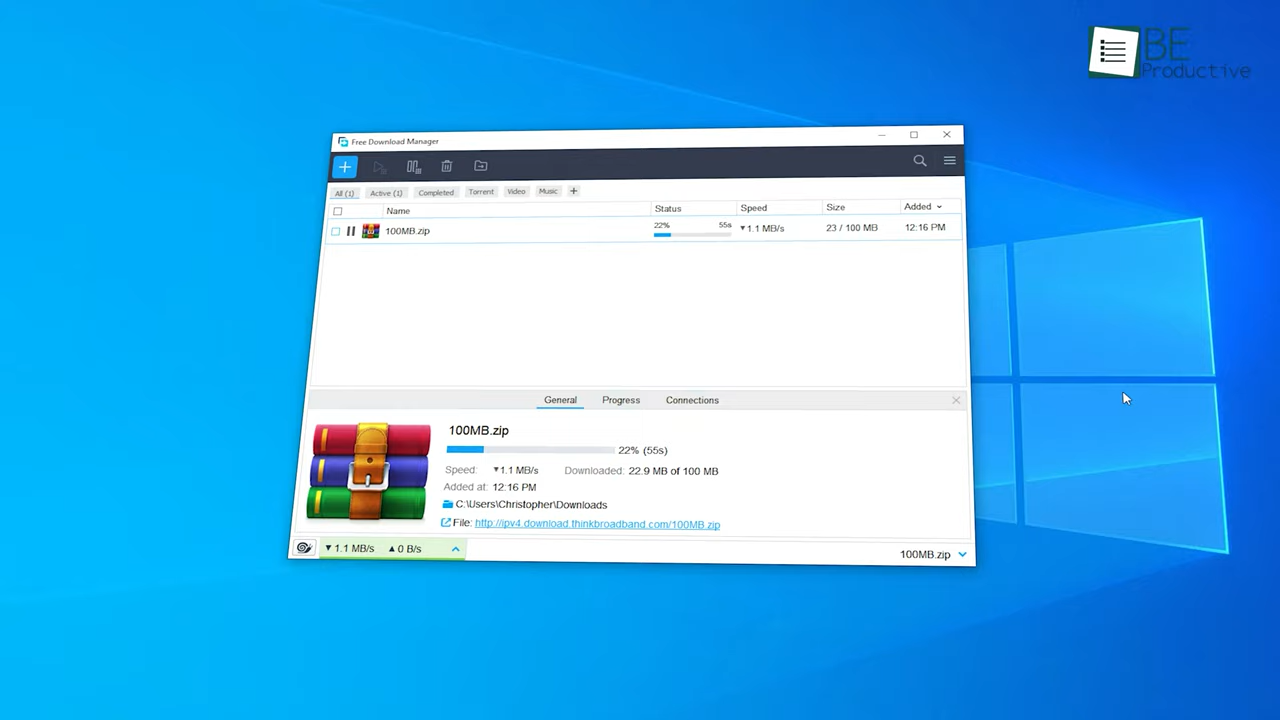 BE
Productive
Free Download Manager
All (1) Active (1) Completed Torrent Video Music
Name Status Speed Size Added
100MB.zip 22% 55s 1.1 MB/s 23 / 100 MB 12:16 PM
General Progress Connections
100MB.zip
22% (55s)
Speed: 1.1 MB/s Downloaded: 22.9 MB of 100 MB
Added at: 12:16 PM
C:\Users\Christopher\Downloads
File: http://ipv4.download.thinkbroadband.com/100MB.zip
1.1 MB/s 0 B/s 100MB.zip